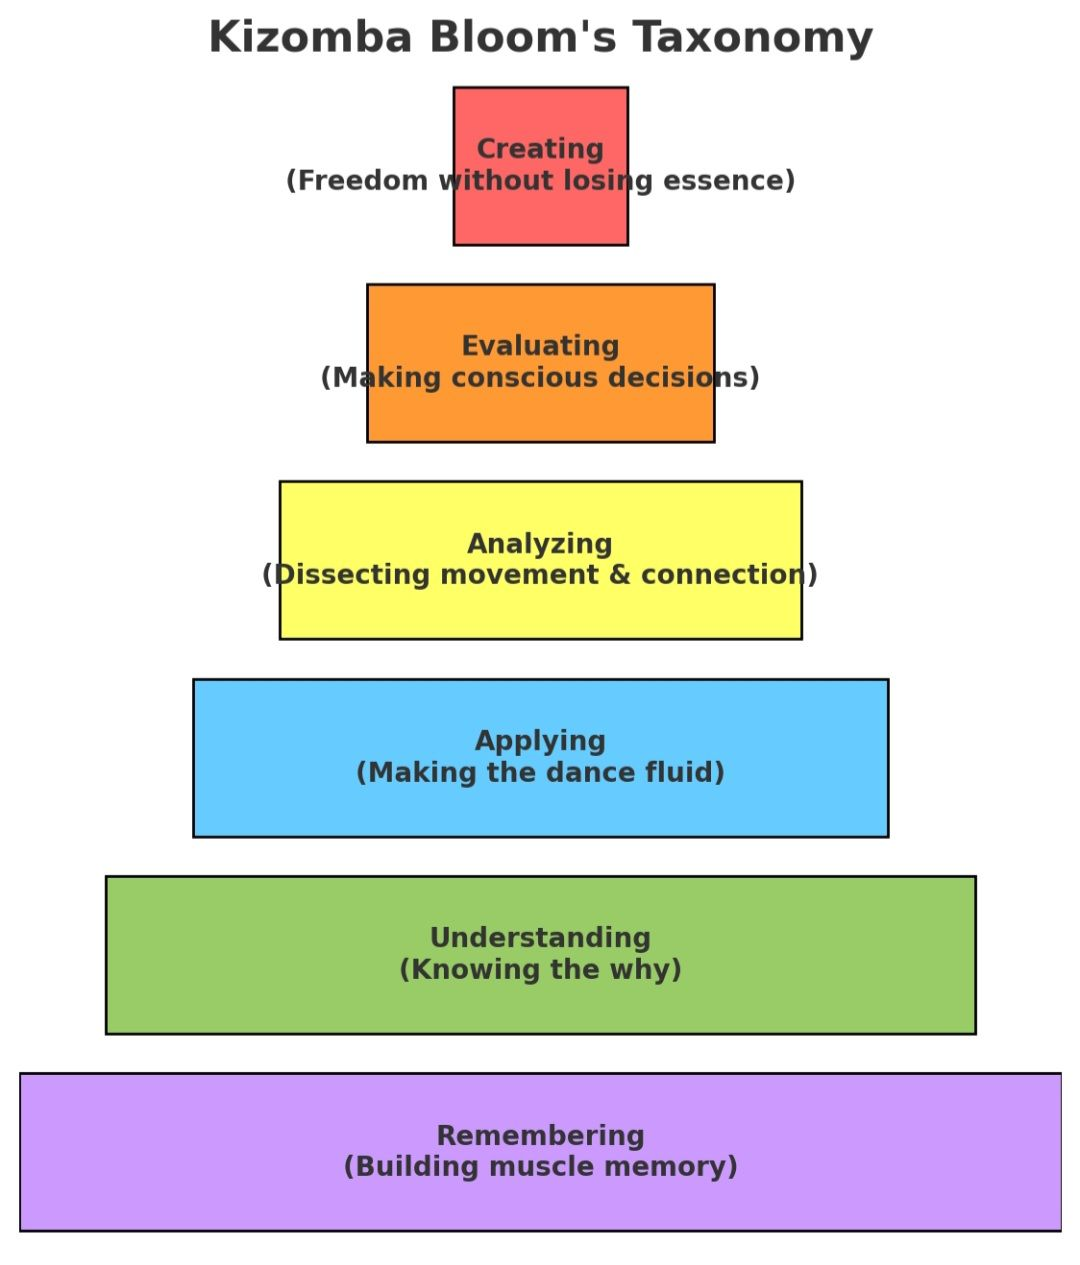 Kizomba Bloom's Taxonomy
Creating
(Freedom without losing essence)
Evaluating
(Making conscious decisions)
Analyzing
(Dissecting movement & connection)
Applying
(Making the dance fluid)
Understanding
(Knowing the why)
Remembering
(Building muscle memory)